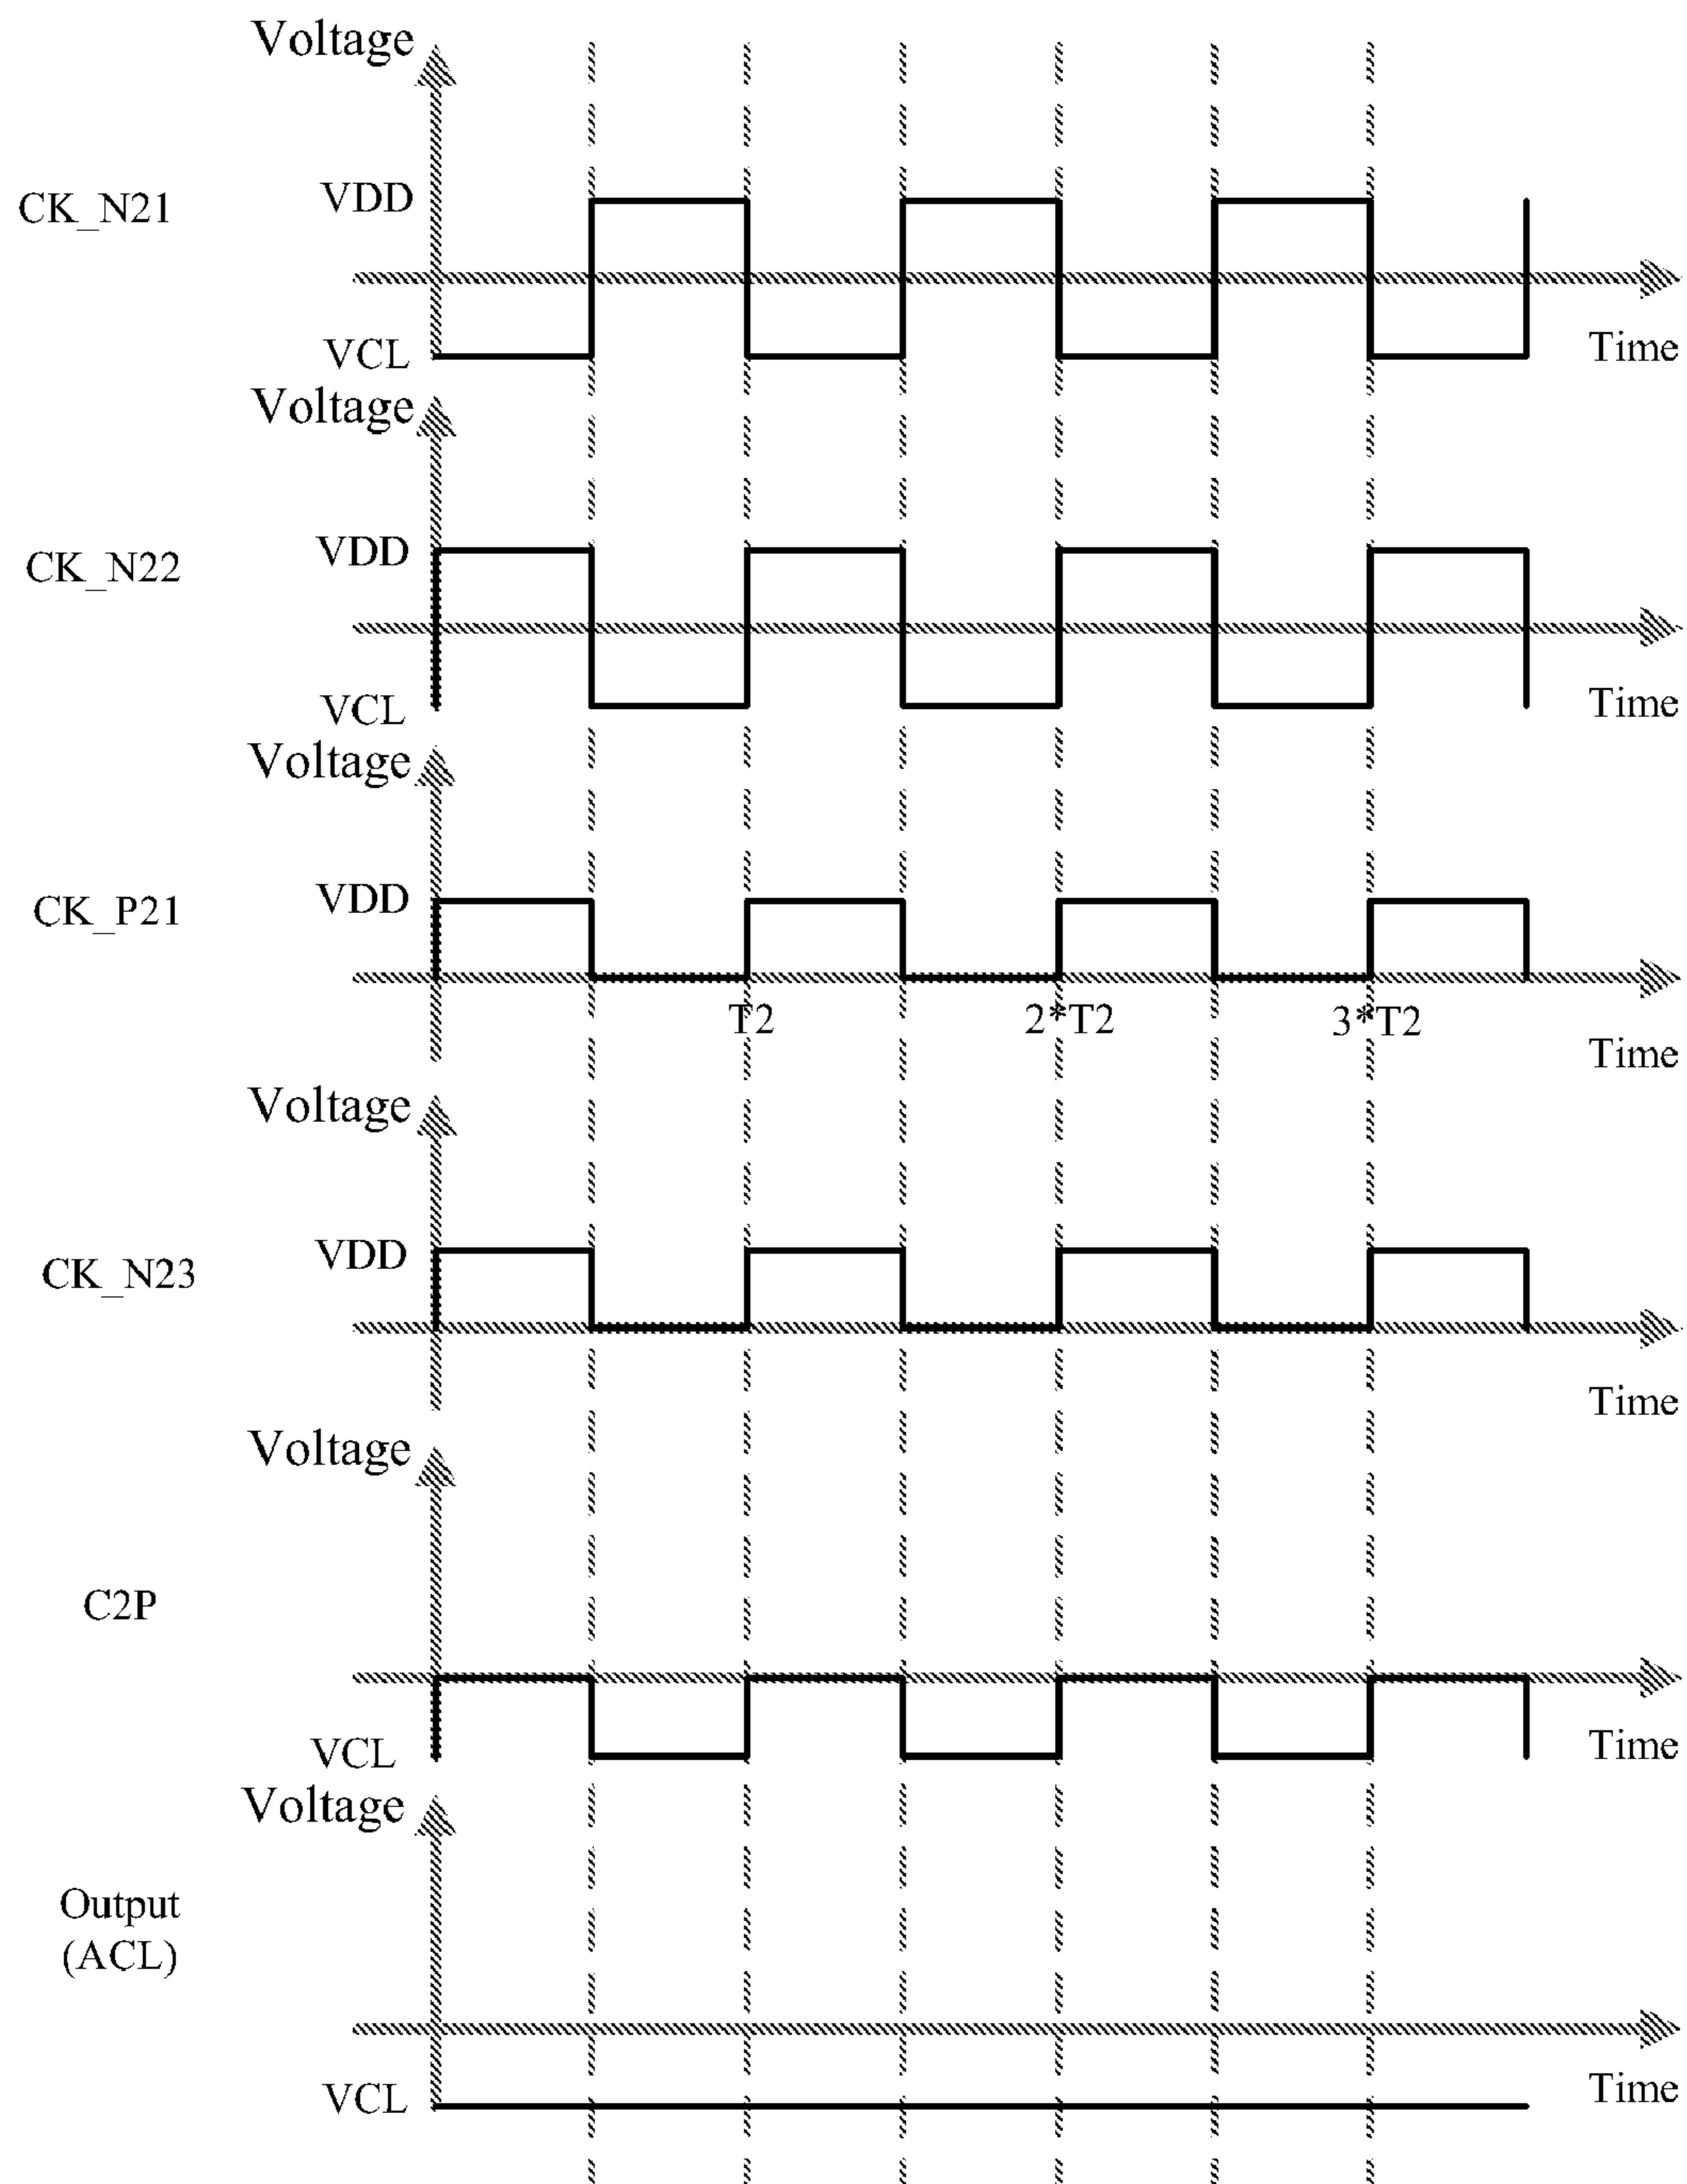 Voltage
CK_N21
VDD
VCL
Time
Voltage
CK_N22
VDD
VCL
Time
Voltage
CK_P21
VDD
T2
2*T2
3*T2
Time
Voltage
CK_N23
VDD
Time
Voltage
C2P
VCL
Time
Voltage
Output
(ACL)
VCL
Time